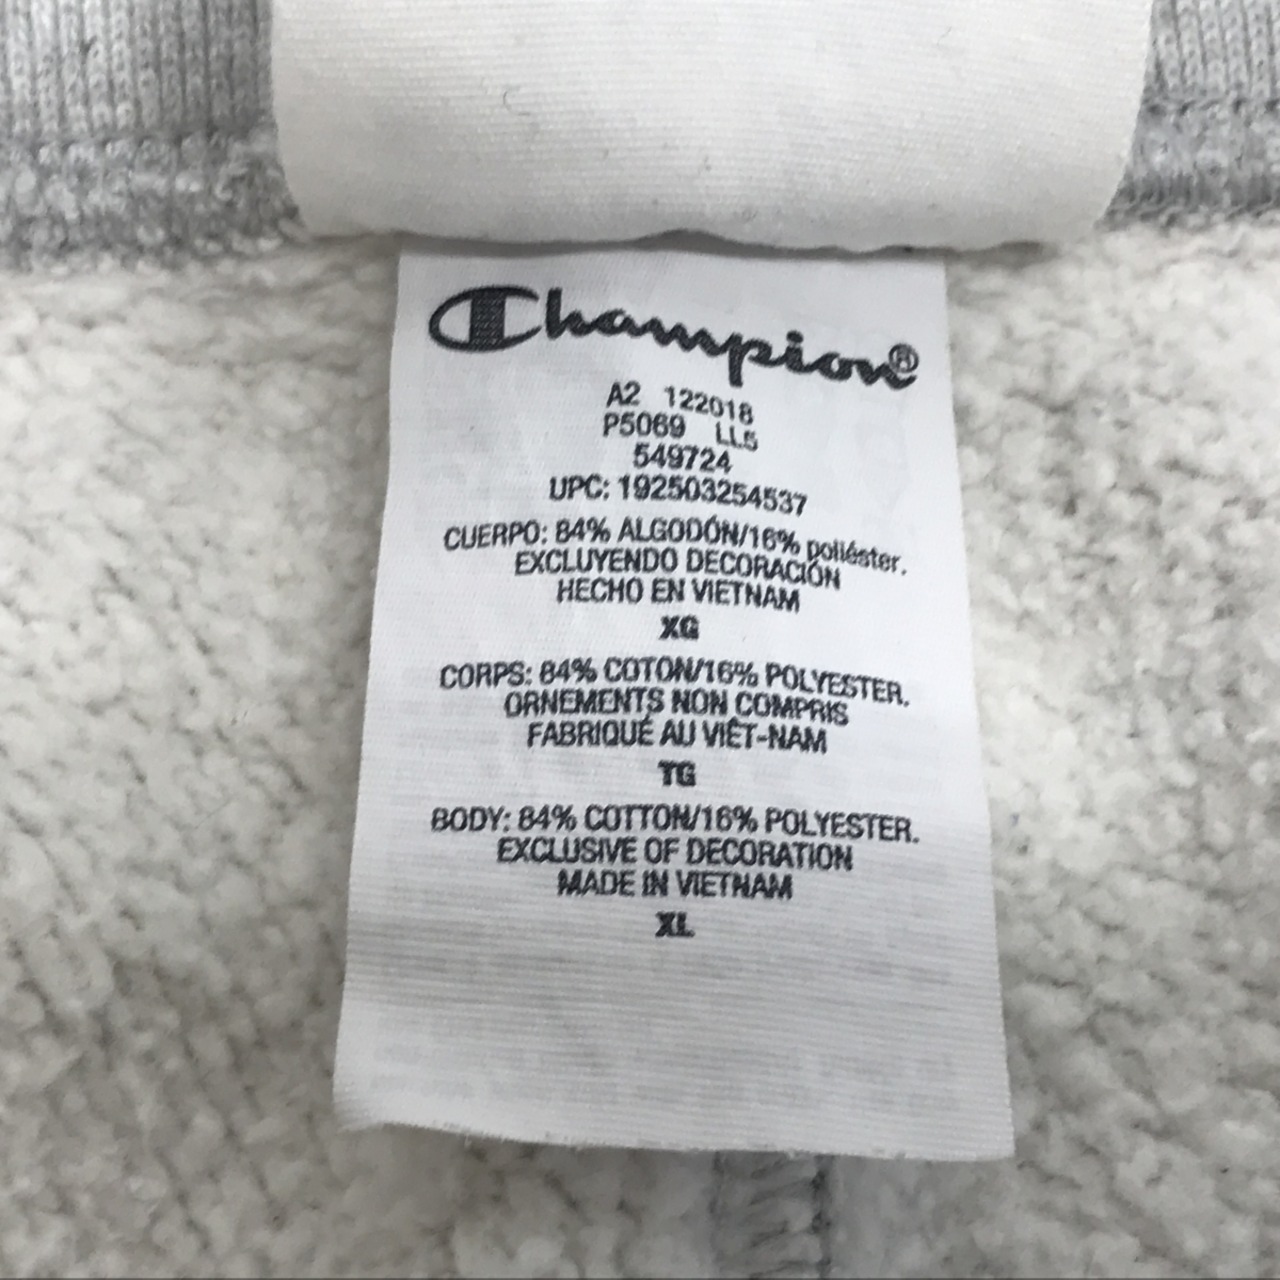 Champion®
A2 122018
P5069 LL5
549724
UPC: 192503254537
CUERPO: 84% ALGODÓN/16% poliéster.
EXCLUYENDO DECORACIÓN
HECHO EN VIETNAM
XG
CORPS: 84% COTON/16% POLYESTER.
ORNEMENTS NON COMPRIS
FABRIQUÉ AU VIÊT-NAM
TG
BODY: 84% COTTON/16% POLYESTER.
EXCLUSIVE OF DECORATION
MADE IN VIETNAM
XL